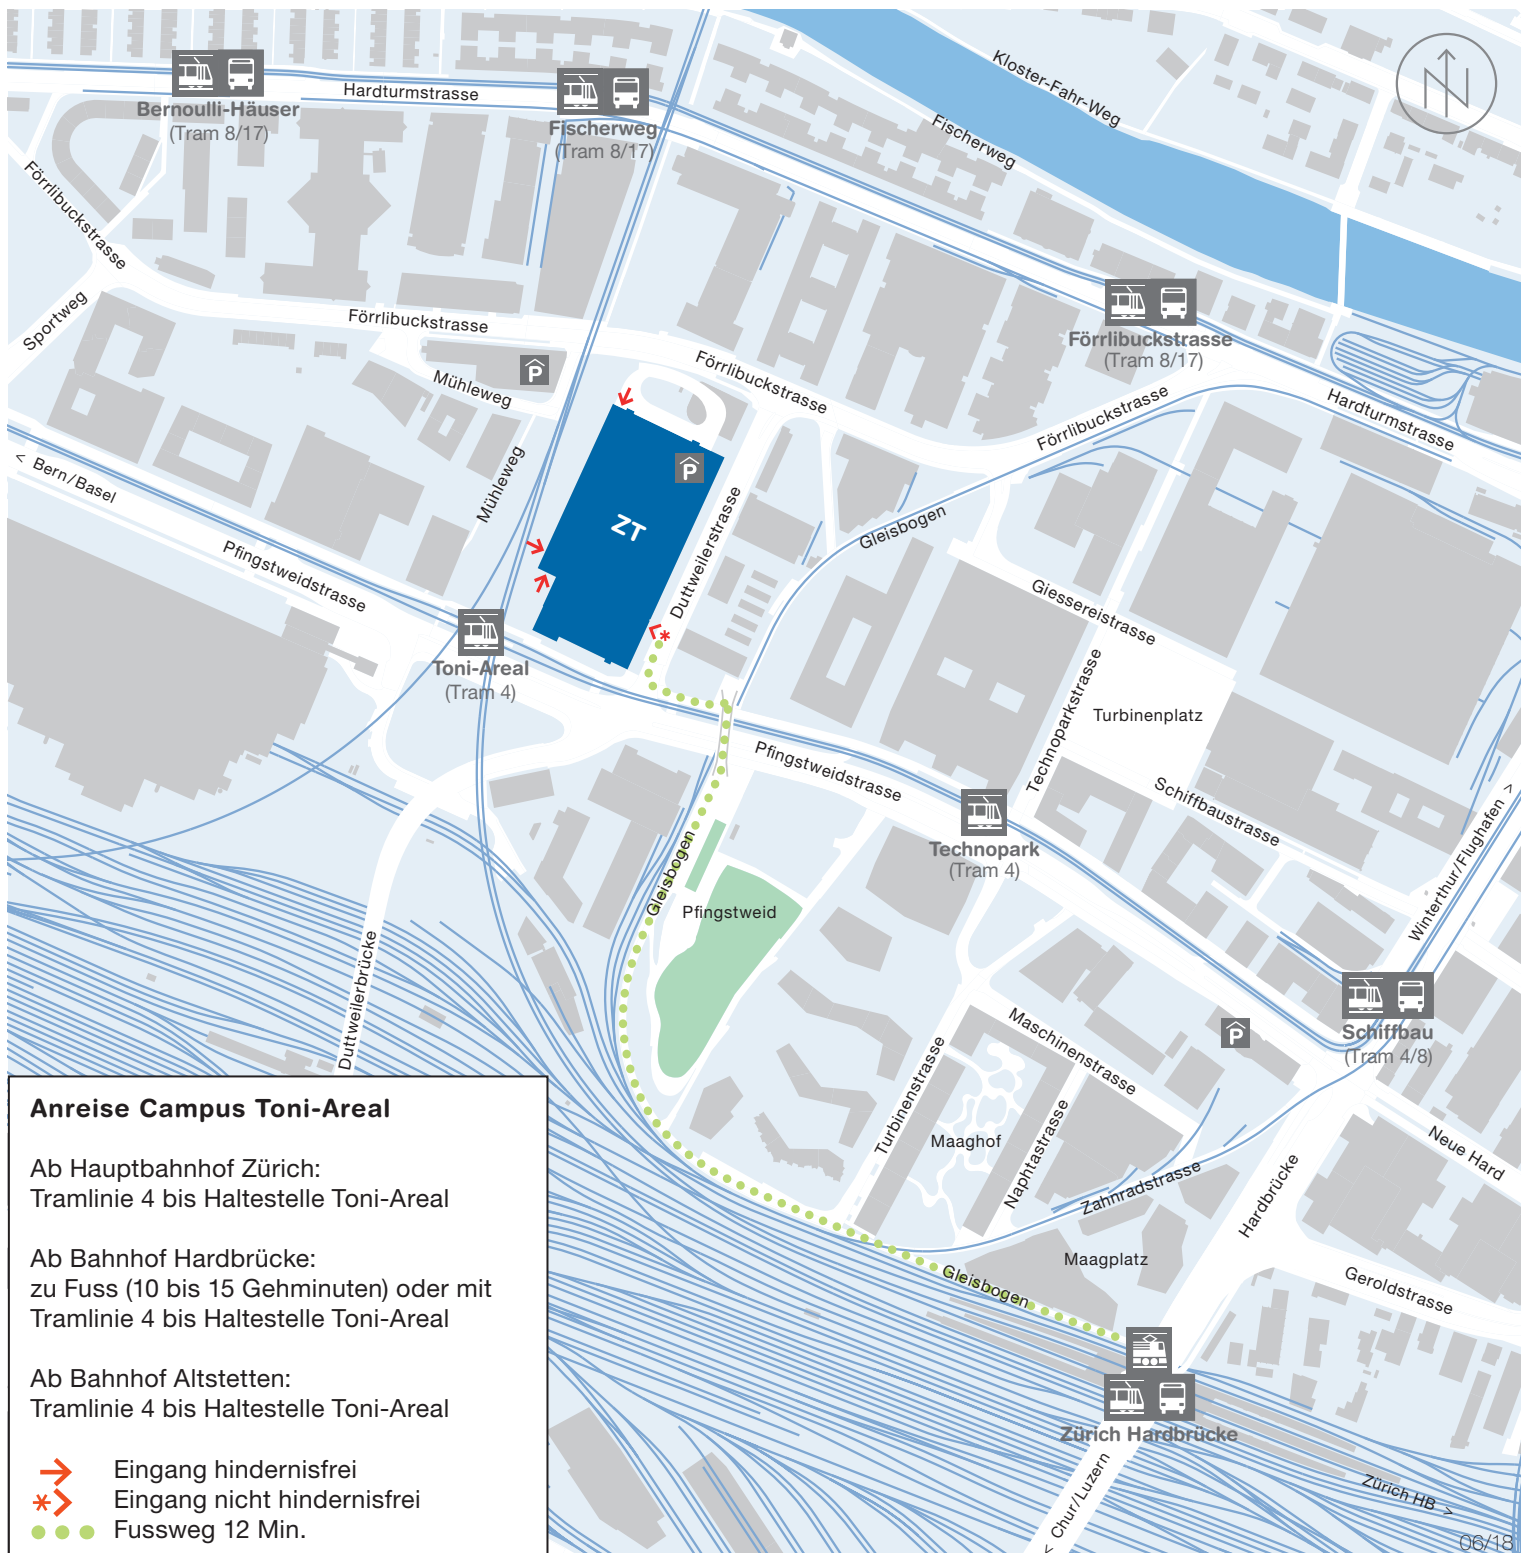 Kloster-Fahr-Weg
N
Hardturmstrasse
Bernoulli-Häuser
(Tram 8/17)
Fischerweg
(Tram 8/17)
Fischerweg
Förrlibuckstrasse
Sportweg
Förrlibuckstrasse
P
Mühleweg
Förrlibuckstrasse
Förrlibuckstrasse
(Tram 8/17)
Förrlibuckstrasse
Hardturmstrasse
< Bern/Basel
Mühleweg
P
ZT
Duttweilerstrasse
Gleisbogen
Pfingstweidstrasse
Giessereistrasse
Toni-Areal
(Tram 4)
*
Technoparkstrasse
Turbinenplatz
Pfingstweidstrasse
Schiffbaustrasse
Technopark
(Tram 4)
Winterthur/Flughafen >
Gleisbogen
Pfingstweid
Duttweilerbrücke
Schiffbau
(Tram 4/8)
P
Maschinenstrasse
Turbinenstrasse
Maaghof
Naphtastrasse
Zahnradstrasse
Neue Hard
Hardbrücke
Maagplatz
Gleisbogen
Geroldstrasse
Zürich Hardbrücke
< Chur/Luzern
Zürich HB >
06/18
Anreise Campus Toni-Areal
Ab Hauptbahnhof Zürich:
Tramlinie 4 bis Haltestelle Toni-Areal
Ab Bahnhof Hardbrücke:
zu Fuss (10 bis 15 Gehminuten) oder mit
Tramlinie 4 bis Haltestelle Toni-Areal
Ab Bahnhof Altstetten:
Tramlinie 4 bis Haltestelle Toni-Areal
Eingang hindernisfrei
* Eingang nicht hindernisfrei
Fussweg 12 Min.